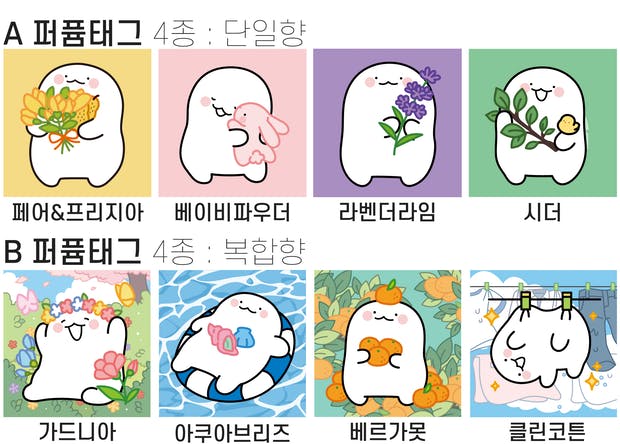 A 퍼퓸태그 4종 : 단일향
페어&프리지아 베이비파우더 라벤더라임 시더
B 퍼퓸태그 4종 : 복합향
가드니아 아쿠아브리즈 베르가못 클린코튼